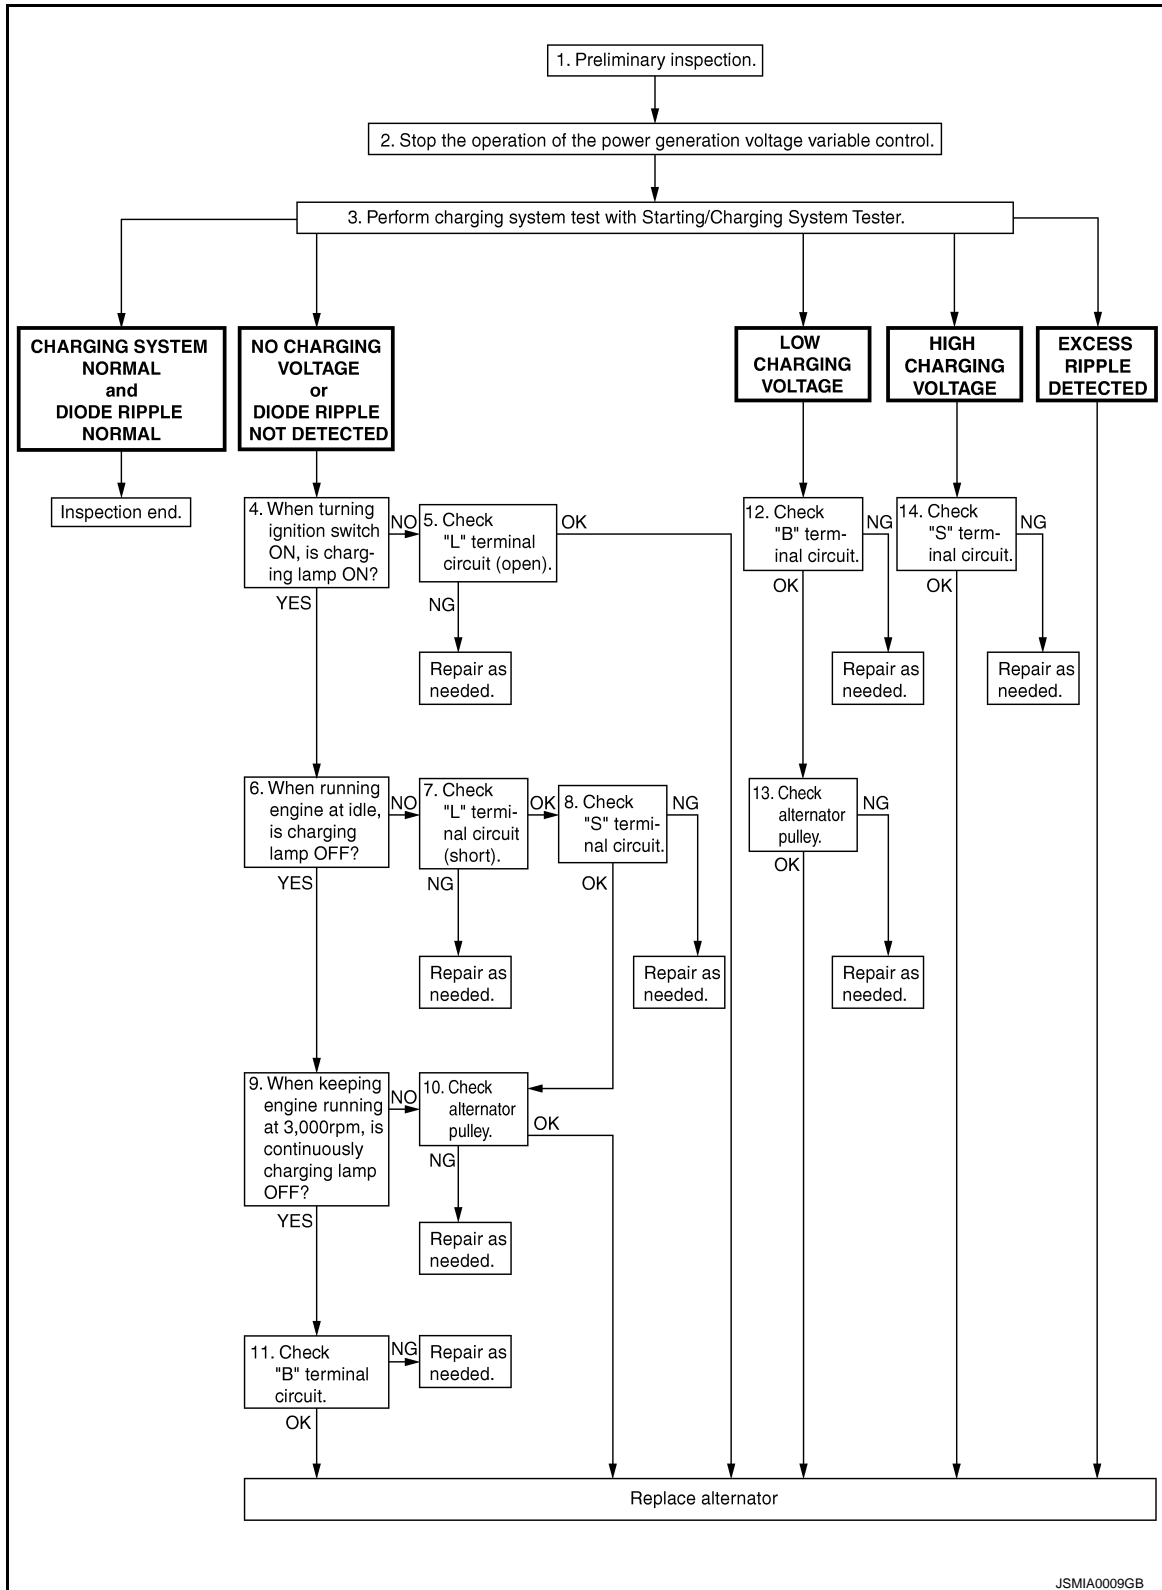 1. Preliminary inspection.
2. Stop the operation of the power generation voltage variable control.
3. Perform charging system test with Starting/Charging System Tester.
CHARGING SYSTEM
NORMAL
and
DIODE RIPPLE
NORMAL
NO CHARGING
VOLTAGE
or
DIODE RIPPLE
NOT DETECTED
LOW
CHARGING
VOLTAGE
HIGH
CHARGING
VOLTAGE
EXCESS
RIPPLE
DETECTED
Inspection end.
4. When turning
ignition switch
ON, is charg-
ing lamp ON?
NO
YES
5. Check
"L" terminal
circuit (open).
OK
NG
Repair as
needed.
12. Check
"B" term-
inal circuit.
NG
OK
Repair as
needed.
14. Check
"S" term-
inal circuit.
NG
OK
Repair as
needed.
6. When running
engine at idle,
is charging
lamp OFF?
NO
YES
7. Check
"L" termi-
nal circuit
(short).
OK
NG
Repair as
needed.
8. Check
"S" termi-
nal circuit.
NG
OK
Repair as
needed.
13. Check
alternator
pulley.
NG
OK
Repair as
needed.
9. When keeping
engine running
at 3,000rpm, is
continuously
charging lamp
OFF?
NO
YES
10. Check
alternator
pulley.
OK
NG
Repair as
needed.
11. Check
"B" terminal
circuit.
NG
OK
Repair as
needed.
Replace alternator
JSMIA0009GB